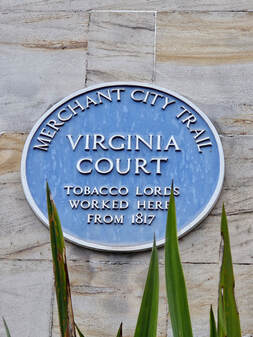 MERCHANT CITY TRAIL
VIRGINIA
COURT
TOBACCO LORDS
WORKED HERE
FROM 1817